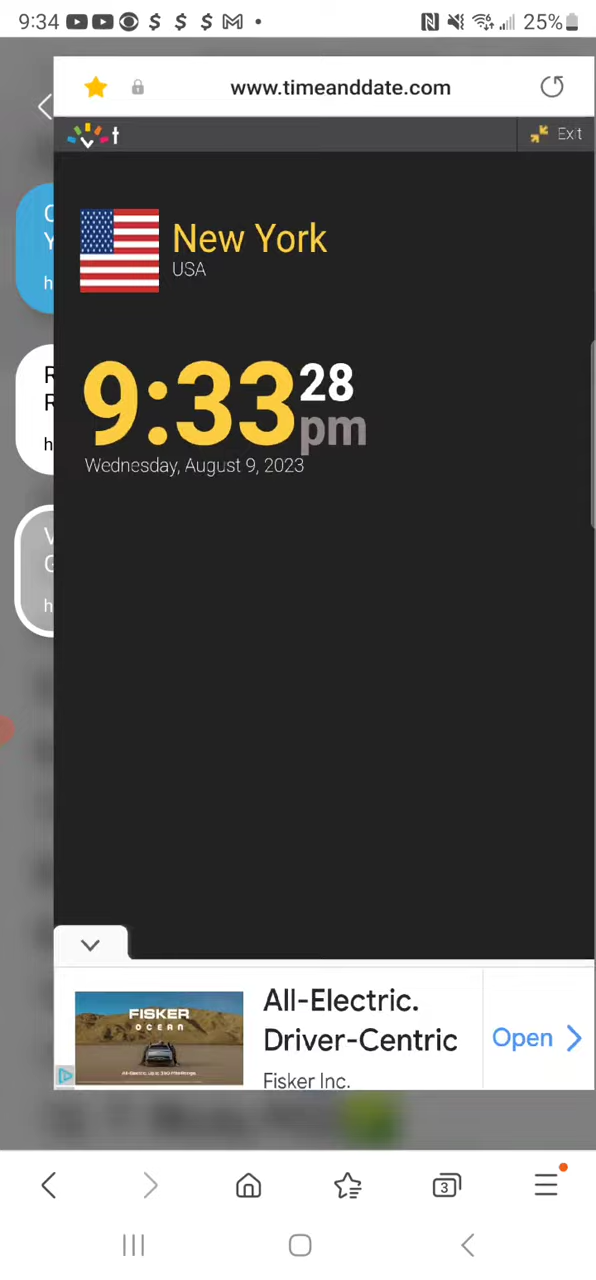 9:34 $ $ $ 25%
www.timeanddate.com
t Exit
New York
USA
9:33 28 pm
Wednesday, August 9, 2023
Y
h
R
R
h
V
G
h
FISKER
OCEAN
All-Electric.
Driver-Centric
Fisker Inc.
Open
3